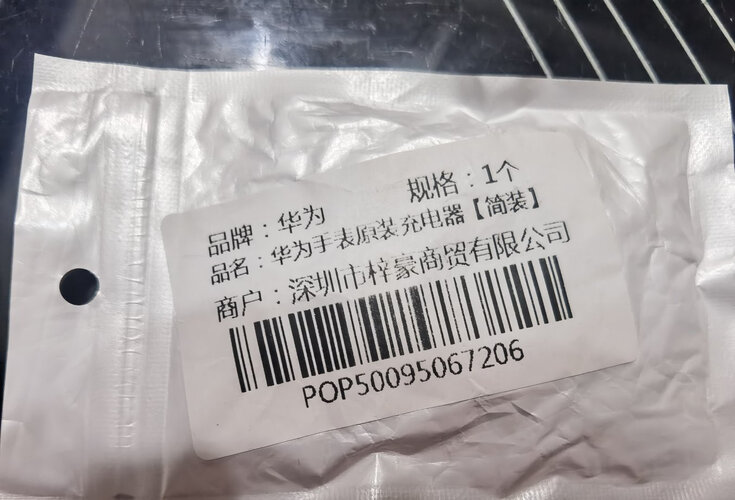 品牌：华为 规格：1个
品名：华为手表原装充电器【简装】
商户：深圳市梓豪商贸有限公司
POP50095067206